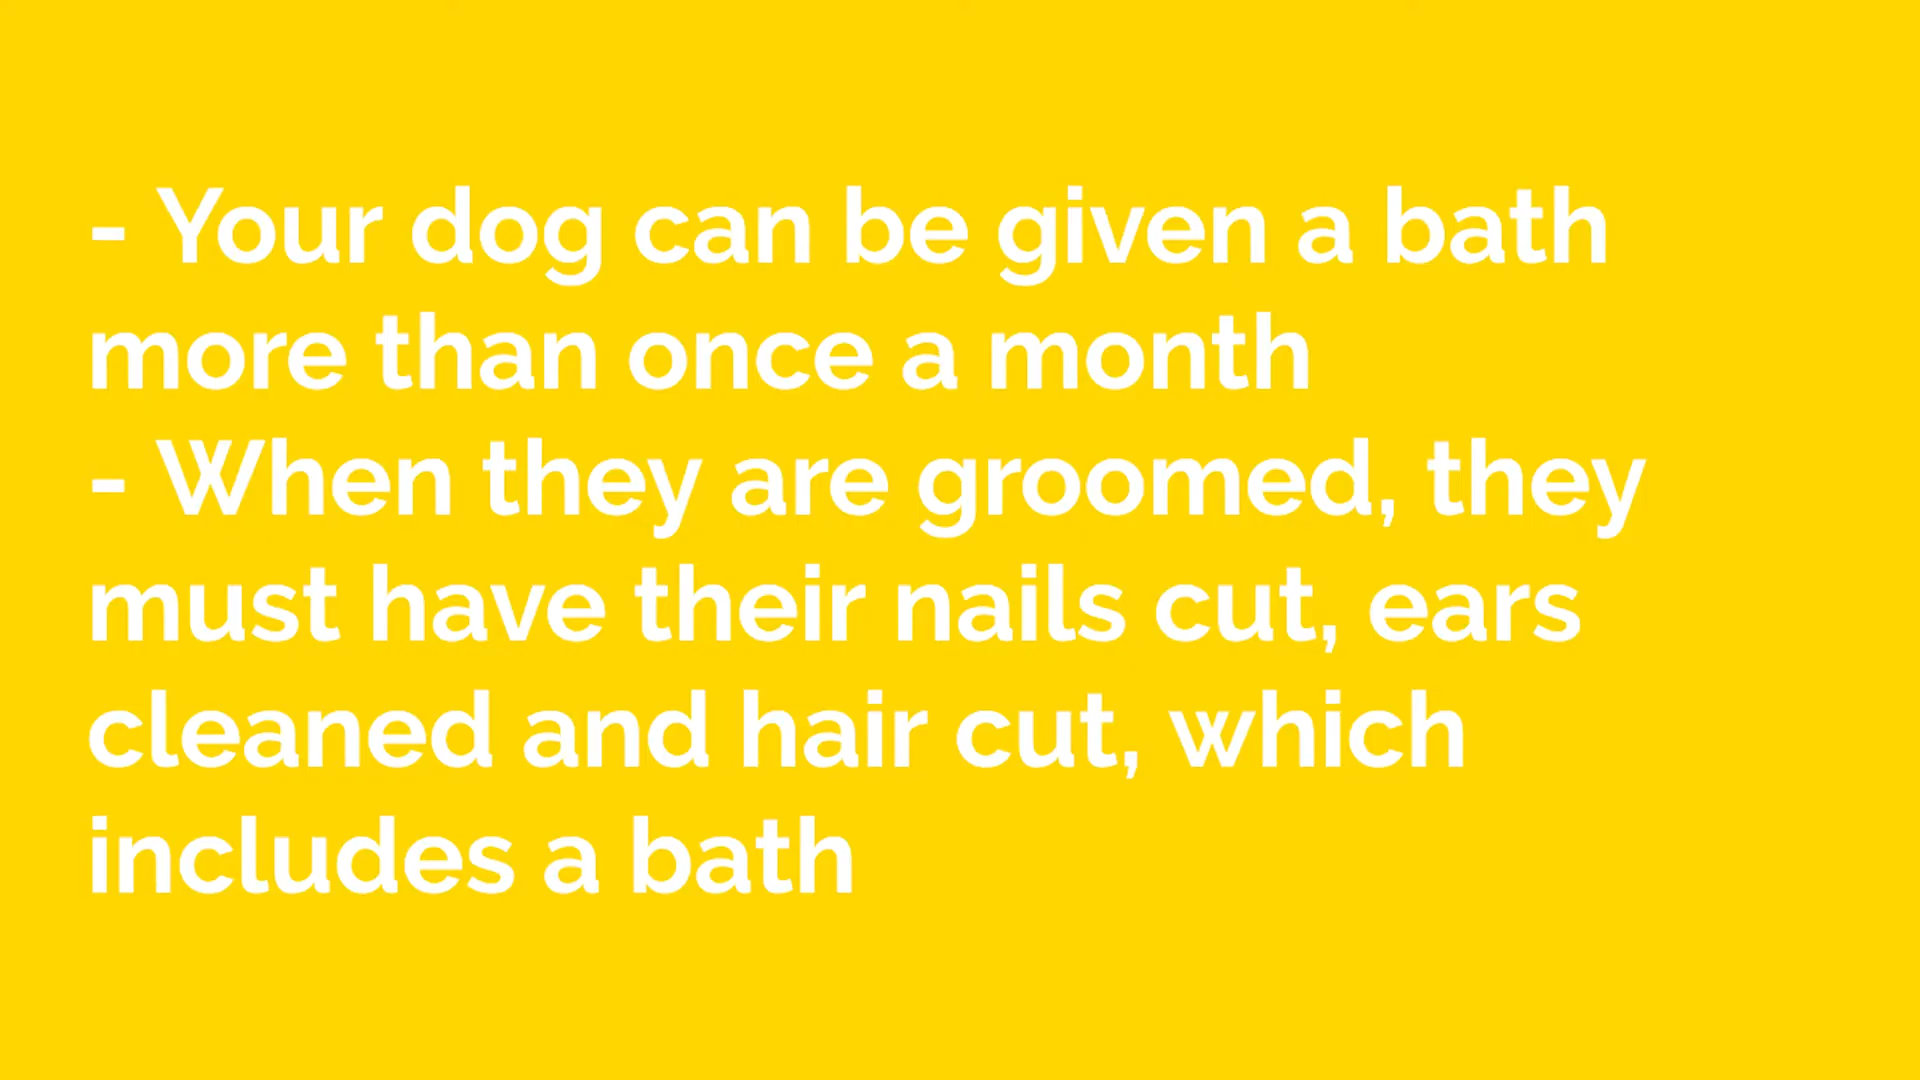 - Your dog can be given a bath
more than once a month
- When they are groomed, they
must have their nails cut, ears
cleaned and hair cut, which
includes a bath